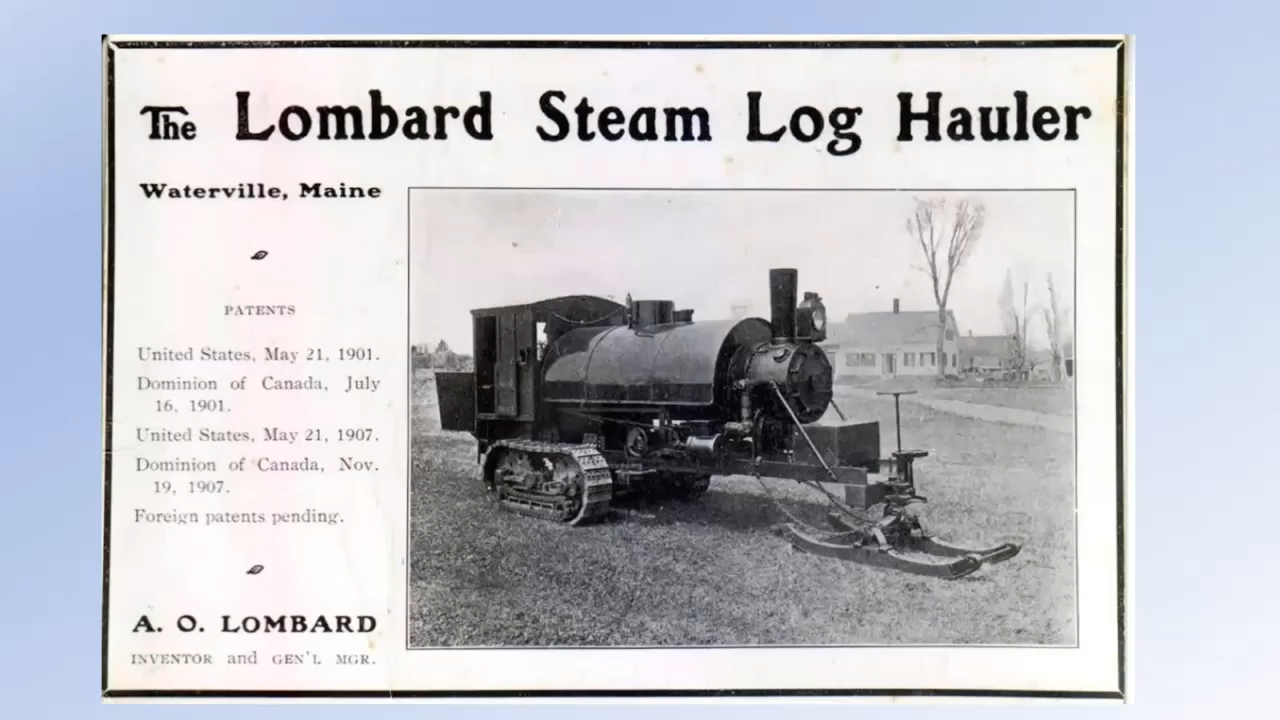 The Lombard Steam Log Hauler
Waterville, Maine
PATENTS
United States, May 21, 1901.
Dominion of Canada, July
16, 1901.
United States, May 21, 1907.
Dominion of Canada, Nov.
19, 1907.
Foreign patents pending.
A. O. LOMBARD
INVENTOR and GEN'L MGR.